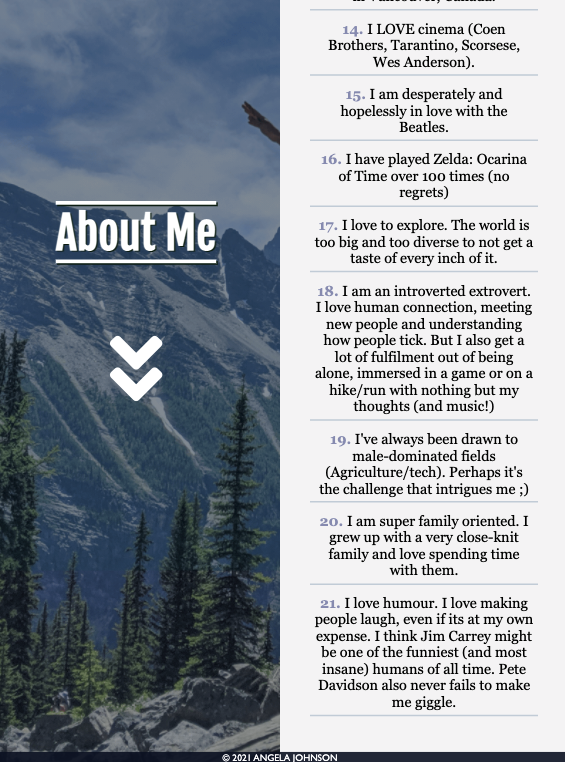 in Vancouver, Canada.
14. I LOVE cinema (Coen
Brothers, Tarantino, Scorsese,
Wes Anderson).
15. I am desperately and
hopelessly in love with the
Beatles.
16. I have played Zelda: Ocarina
of Time over 100 times (no
regrets)
About Me
17. I love to explore. The world is
too big and too diverse to not get a
taste of every inch of it.
18. I am an introverted extrovert.
I love human connection, meeting
new people and understanding
how people tick. But I also get a
lot of fulfilment out of being
alone, immersed in a game or on a
hike/run with nothing but my
thoughts (and music!)
19. I've always been drawn to
male-dominated fields
(Agriculture/tech). Perhaps it's
the challenge that intrigues me ;)
20. I am super family oriented. I
grew up with a very close-knit
family and love spending time
with them.
21. I love humour. I love making
people laugh, even if its at my own
expense. I think Jim Carrey might
be one of the funniest (and most
insane) humans of all time. Pete
Davidson also never fails to make
me giggle.
© 2021 ANGELA JOHNSON